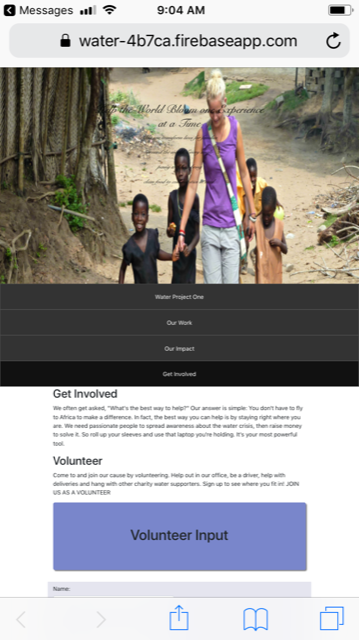 Messages
9:04 AM
water-4b7ca.firebaseapp.com
the World Bloom one Experience
at a Time
Water Project One
Our Work
Our Impact
Get Involved
Get Involved
We often get asked, "What's the best way to help?" Our answer is simple: You don't have to fly
to Africa to make a difference. In fact, the best way you can help is by staying right where you
are. We need passionate people to spread awareness about the water crisis, then raise money
to solve it. So roll up your sleeves and use that laptop you're holding. It's your most powerful
tool.
Volunteer
Come to and join our cause by volunteering. Help out in our office, be a driver, help with
deliveries and hang with other charity water supporters. Sign up to see where you fit in! JOIN
US AS A VOLUNTEER
Volunteer Input
Name: